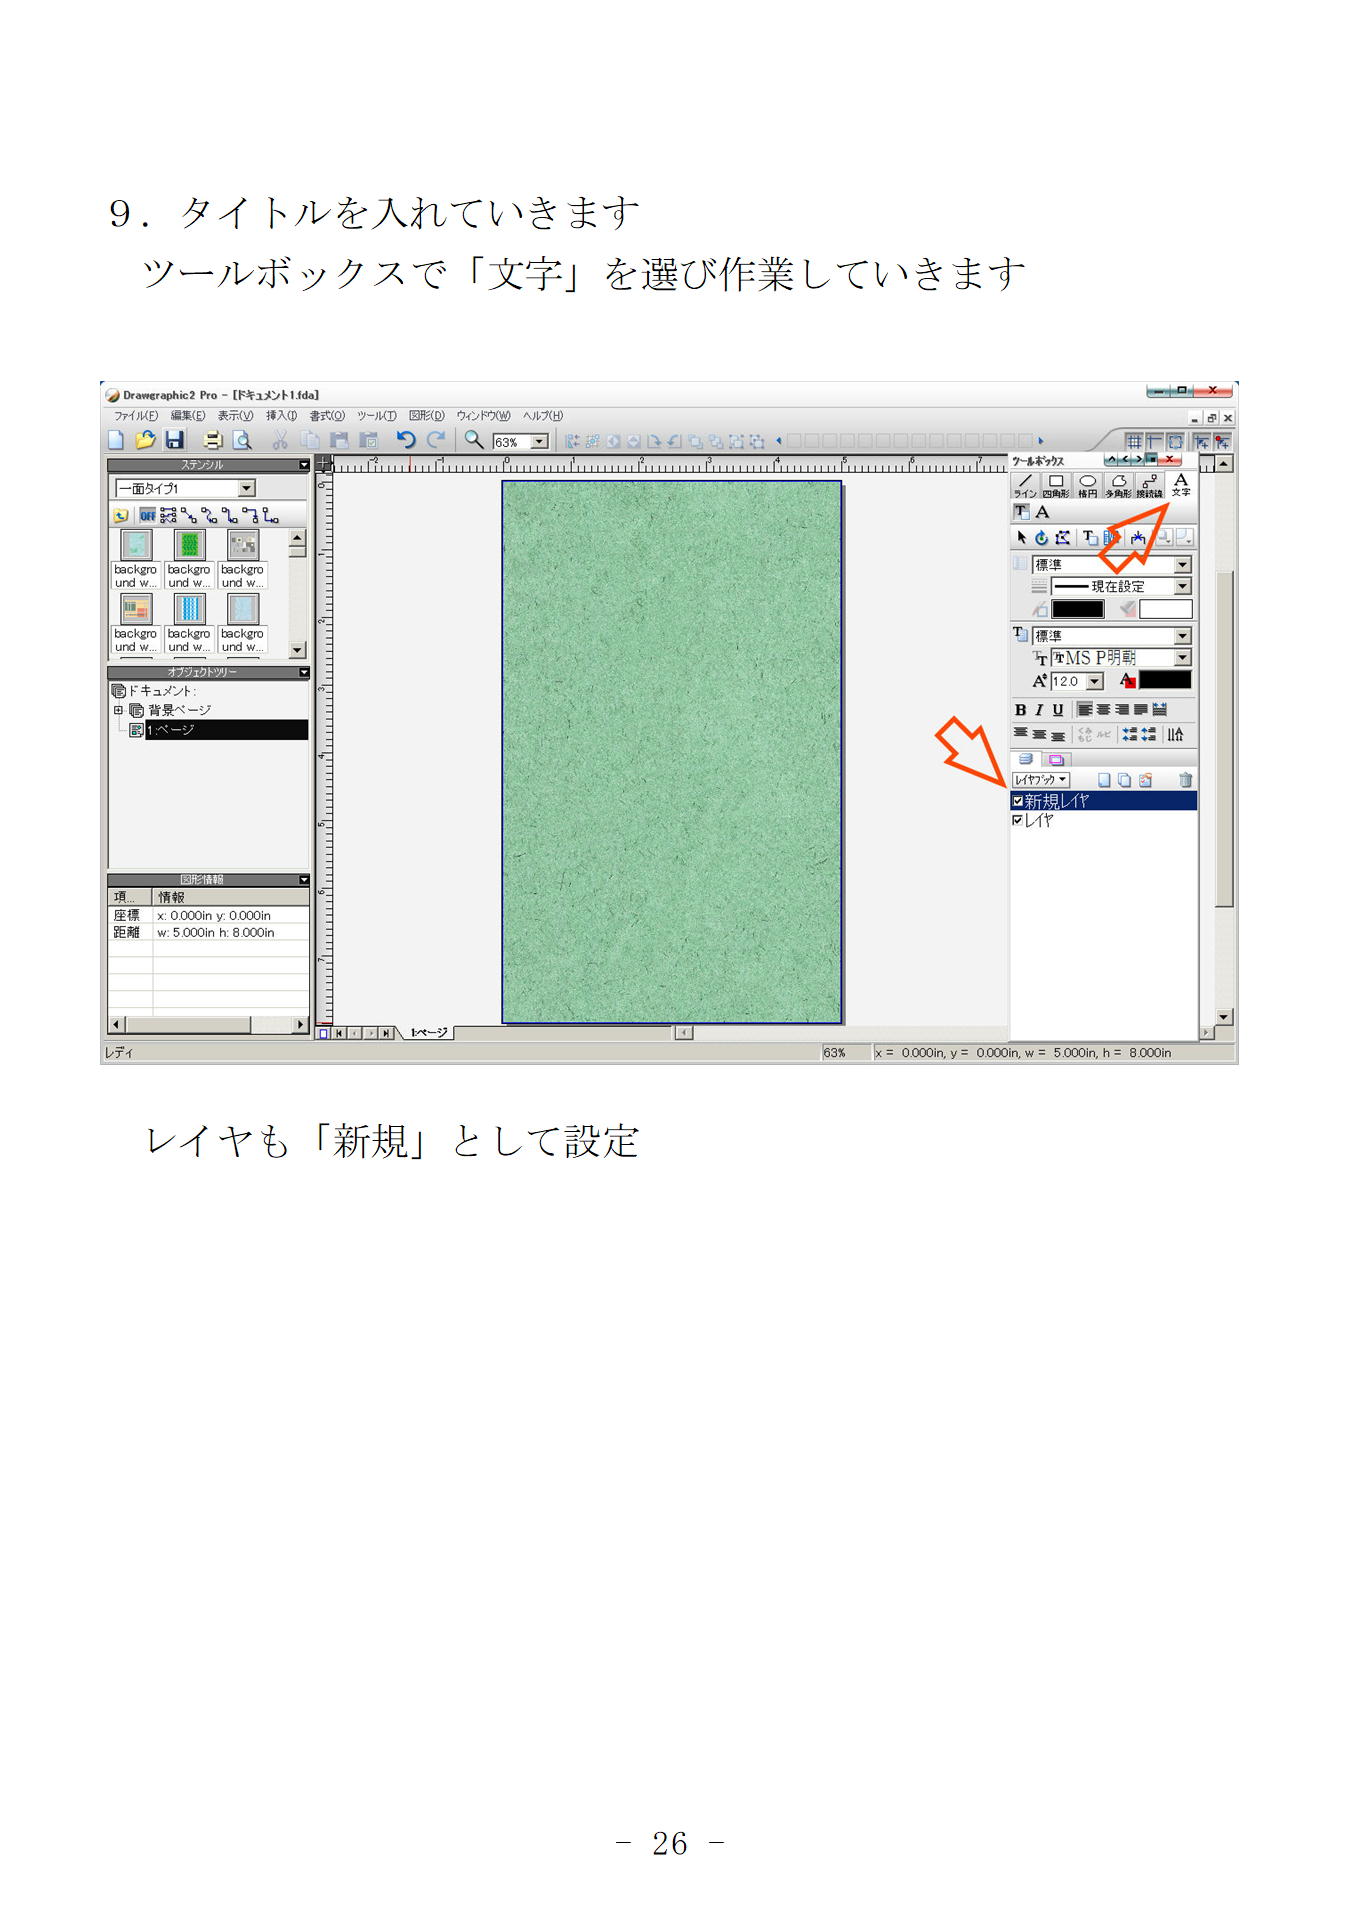 ９．タイトルを入れていきます
ツールボックスで「文字」を選び作業していきます
Drawgraphic2 Pro - [ドキュメント1.fda]
ファイル(F) 編集(E) 表示(V) 挿入(I) 書式(O) ツール(T) 図形(D) ウィンドウ(W) ヘルプ(H)
63%
ステンシル
一面タイプ1
OFF
backgro backgro backgro
und w... und w... und w...
backgro backgro backgro
und w... und w... und w...
オブジェクトツリー
ドキュメント:
背景ページ
1:ページ
図形情報
項... 情報
座標 x: 0.000in y: 0.000in
距離 w: 5.000in h: 8.000in
1:ページ
ツールボックス
ライン 四角形 楕円 多角形 接続線 文字
標準
現在設定
標準
MS P明朝
12.0
B I U
レイヤブック
新規レイヤ
レイヤ
レディ
63% x = 0.000in, y = 0.000in, w = 5.000in, h = 8.000in
レイヤも「新規」として設定
- 26 -